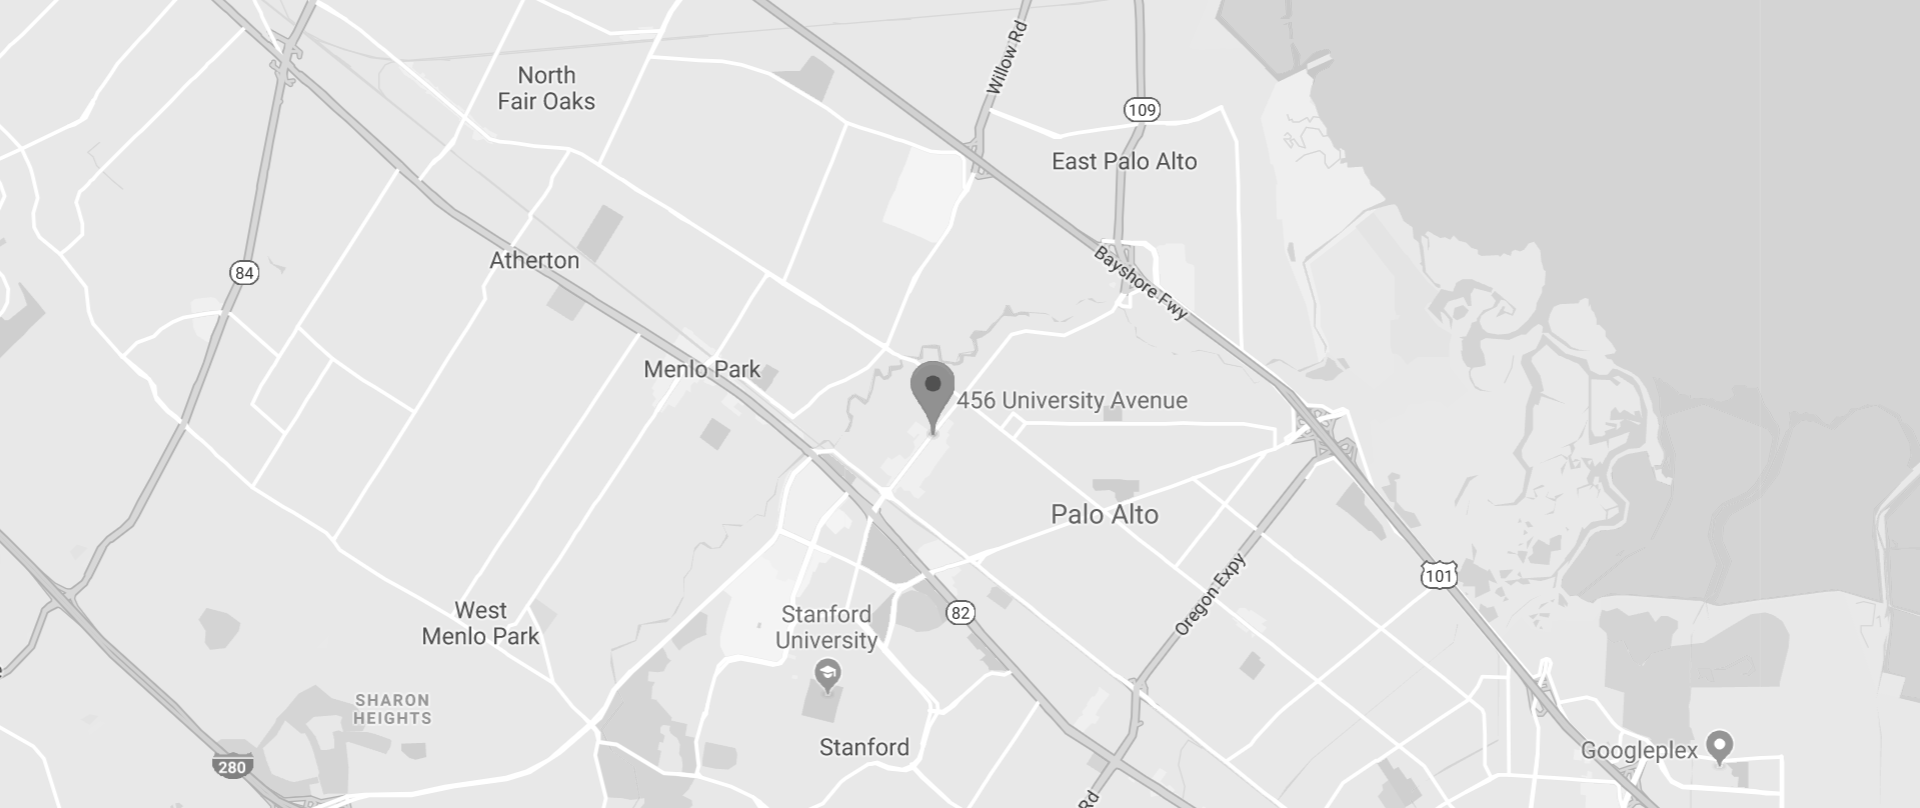 Willow Rd
North
Fair Oaks
109
East Palo Alto
Atherton
84
Bayshore Fwy
Menlo Park
456 University Avenue
Palo Alto
101
Oregon Expy
West
Menlo Park
Stanford
University
82
SHARON
HEIGHTS
Stanford
Googleplex
280
Rd